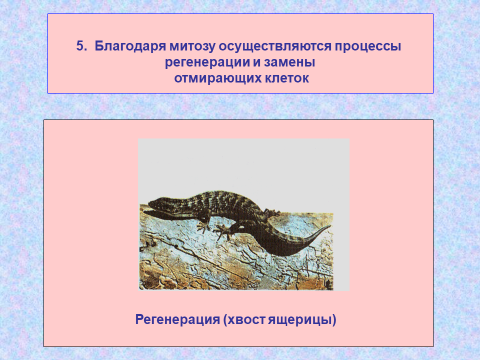 5. Благодаря митозу осуществляются процессы
регенерации и замены
отмирающих клеток
Регенерация (хвост ящерицы)